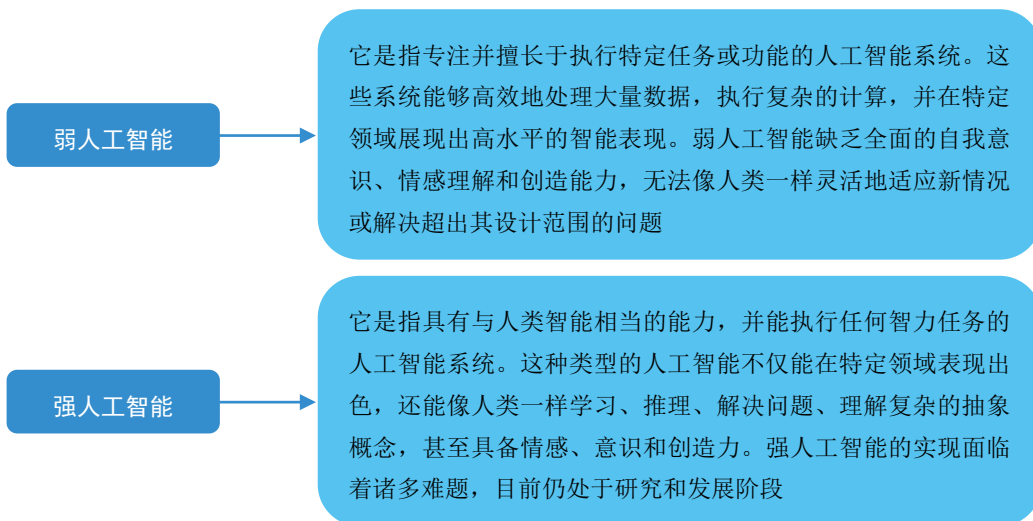 弱人工智能
它是指专注并擅长于执行特定任务或功能的人工智能系统。这
些系统能够高效地处理大量数据，执行复杂的计算，并在特定
领域展现出高水平的智能表现。弱人工智能缺乏全面的自我意
识、情感理解和创造能力，无法像人类一样灵活地适应新情况
或解决超出其设计范围的问题
强人工智能
它是指具有与人类智能相当的能力，并能执行任何智力任务的
人工智能系统。这种类型的人工智能不仅能在特定领域表现出
色，还能像人类一样学习、推理、解决问题、理解复杂的抽象
概念，甚至具备情感、意识和创造力。强人工智能的实现面临
着诸多难题，目前仍处于研究和发展阶段